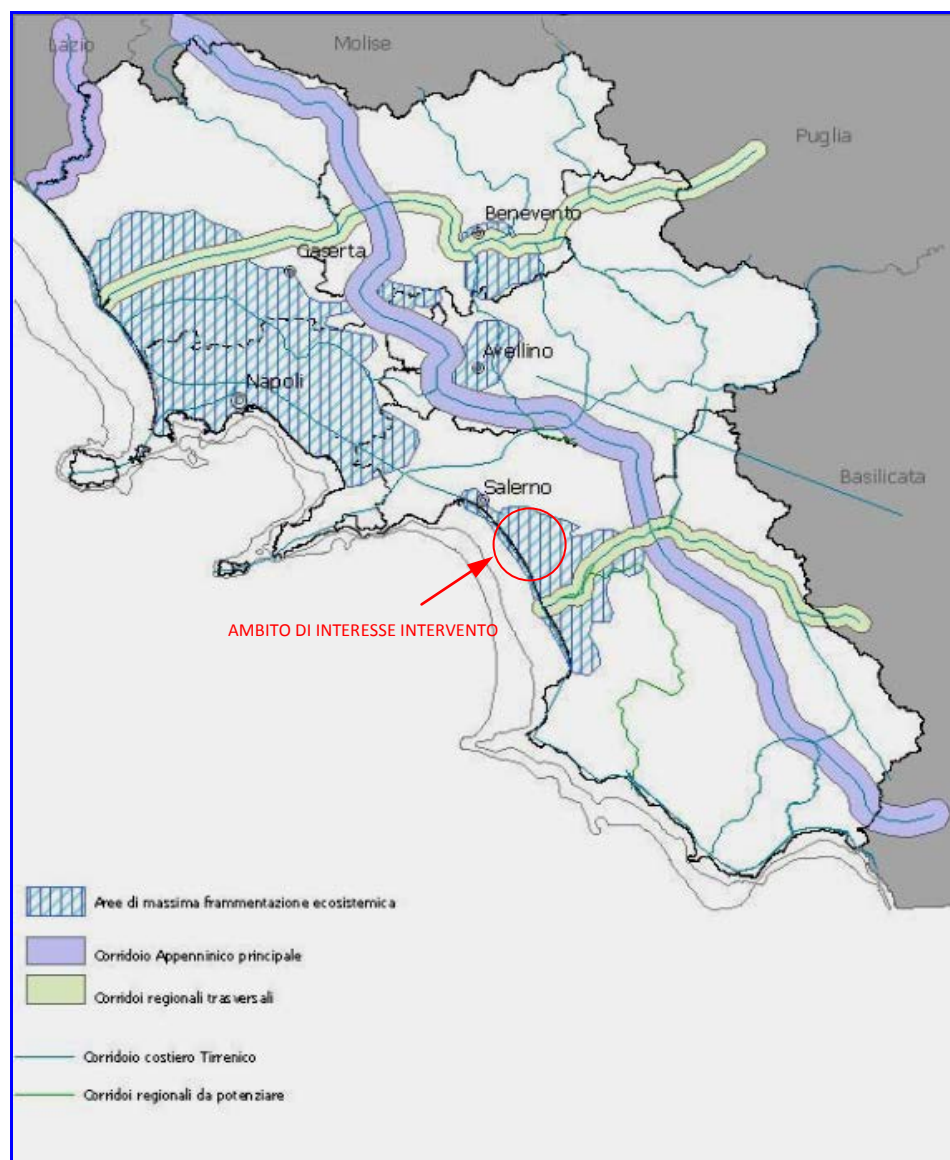 Lazio
Molise
Puglia
Benevento
Caserta
Avellino
Napoli
Basilicata
Salerno
AMBITO DI INTERESSE INTERVENTO
Aree di massima frammentazione ecosistemica
Corridoio Appenninico principale
Corridoi regionali trasversali
Corridoio costiero Tirrenico
Corridoi regionali da potenziare